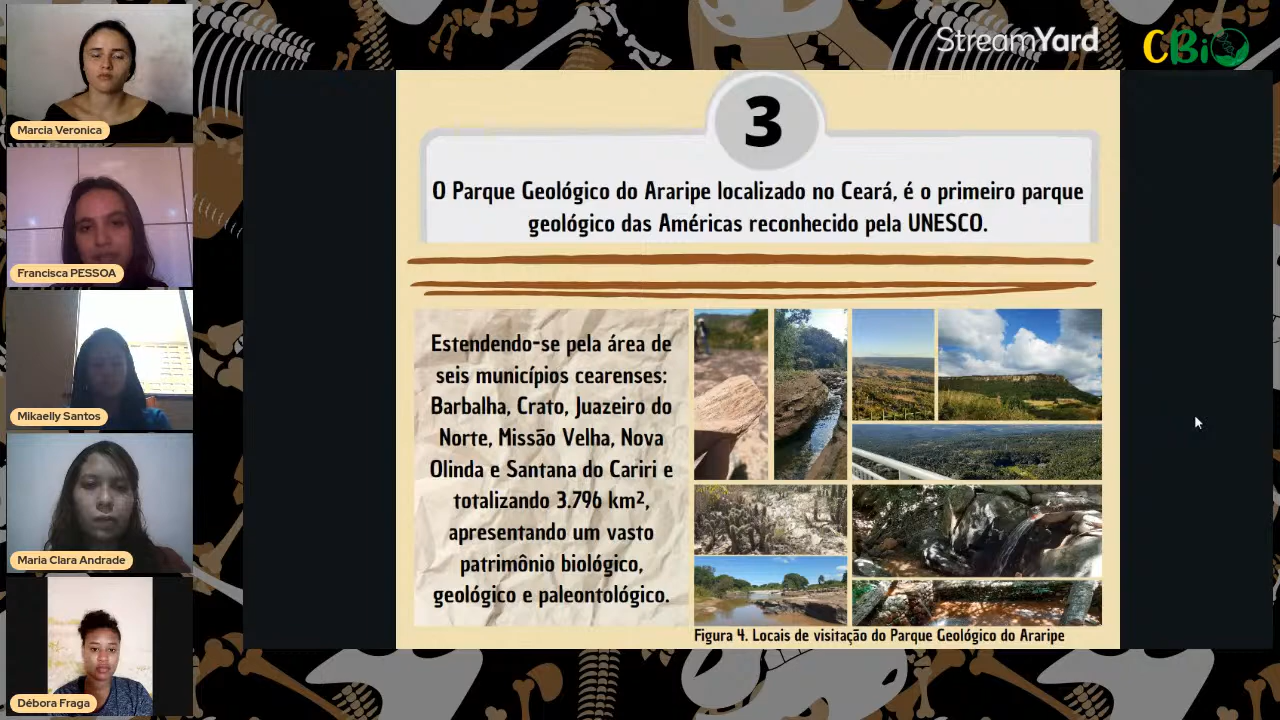 StreamYard
CBiO
Marcia Veronica
Francisca PESSOA
Mikaelly Santos
Maria Clara Andrade
Débora Fraga
3
O Parque Geológico do Araripe localizado no Ceará, é o primeiro parque
geológico das Américas reconhecido pela UNESCO.
Estendendo-se pela área de
seis municípios cearenses:
Barbalha, Crato, Juazeiro do
Norte, Missão Velha, Nova
Olinda e Santana do Cariri e
totalizando 3.796 km²,
apresentando um vasto
patrimônio biológico,
geológico e paleontológico.
Figura 4. Locais de visitação do Parque Geológico do Araripe